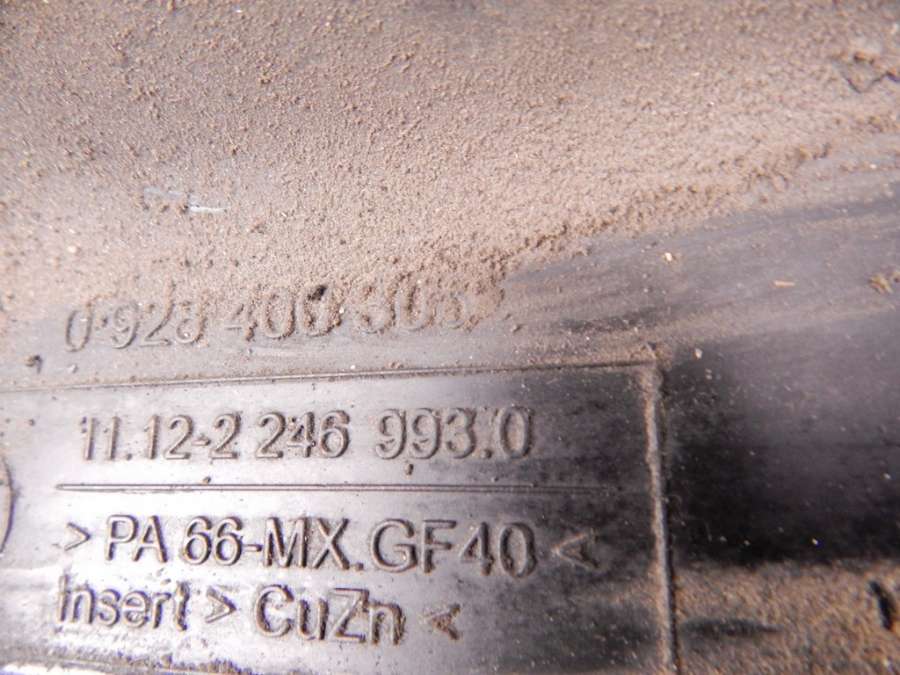 0 928 400
11.12-2 246 993.0
>PA 66-MX.GF40<
Insert >CuZn<